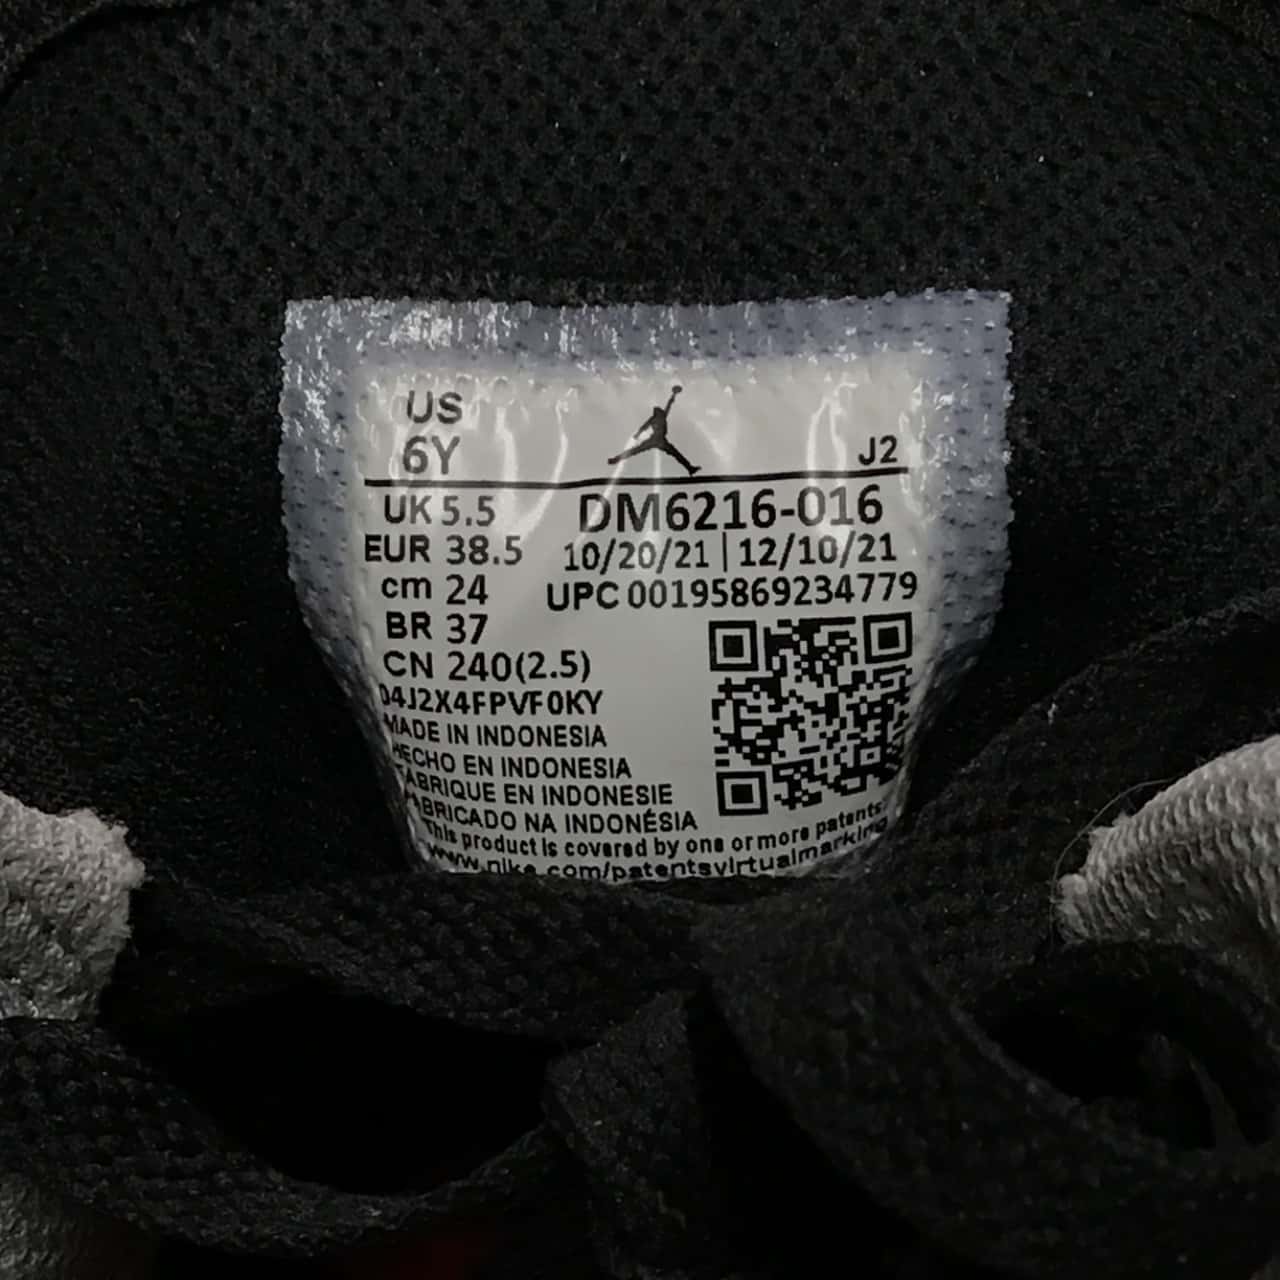 US
6Y
J2
UK 5.5
DM6216-016
EUR 38.5
10/20/21 | 12/10/21
cm 24
UPC 00195869234779
BR 37
CN 240(2.5)
04J2X4FPVF0KY
MADE IN INDONESIA
HECHO EN INDONESIA
FABRIQUE EN INDONESIE
FABRICADO NA INDONÉSIA
This product is covered by one or more patents.
www.nike.com/patentsvirtualmarking